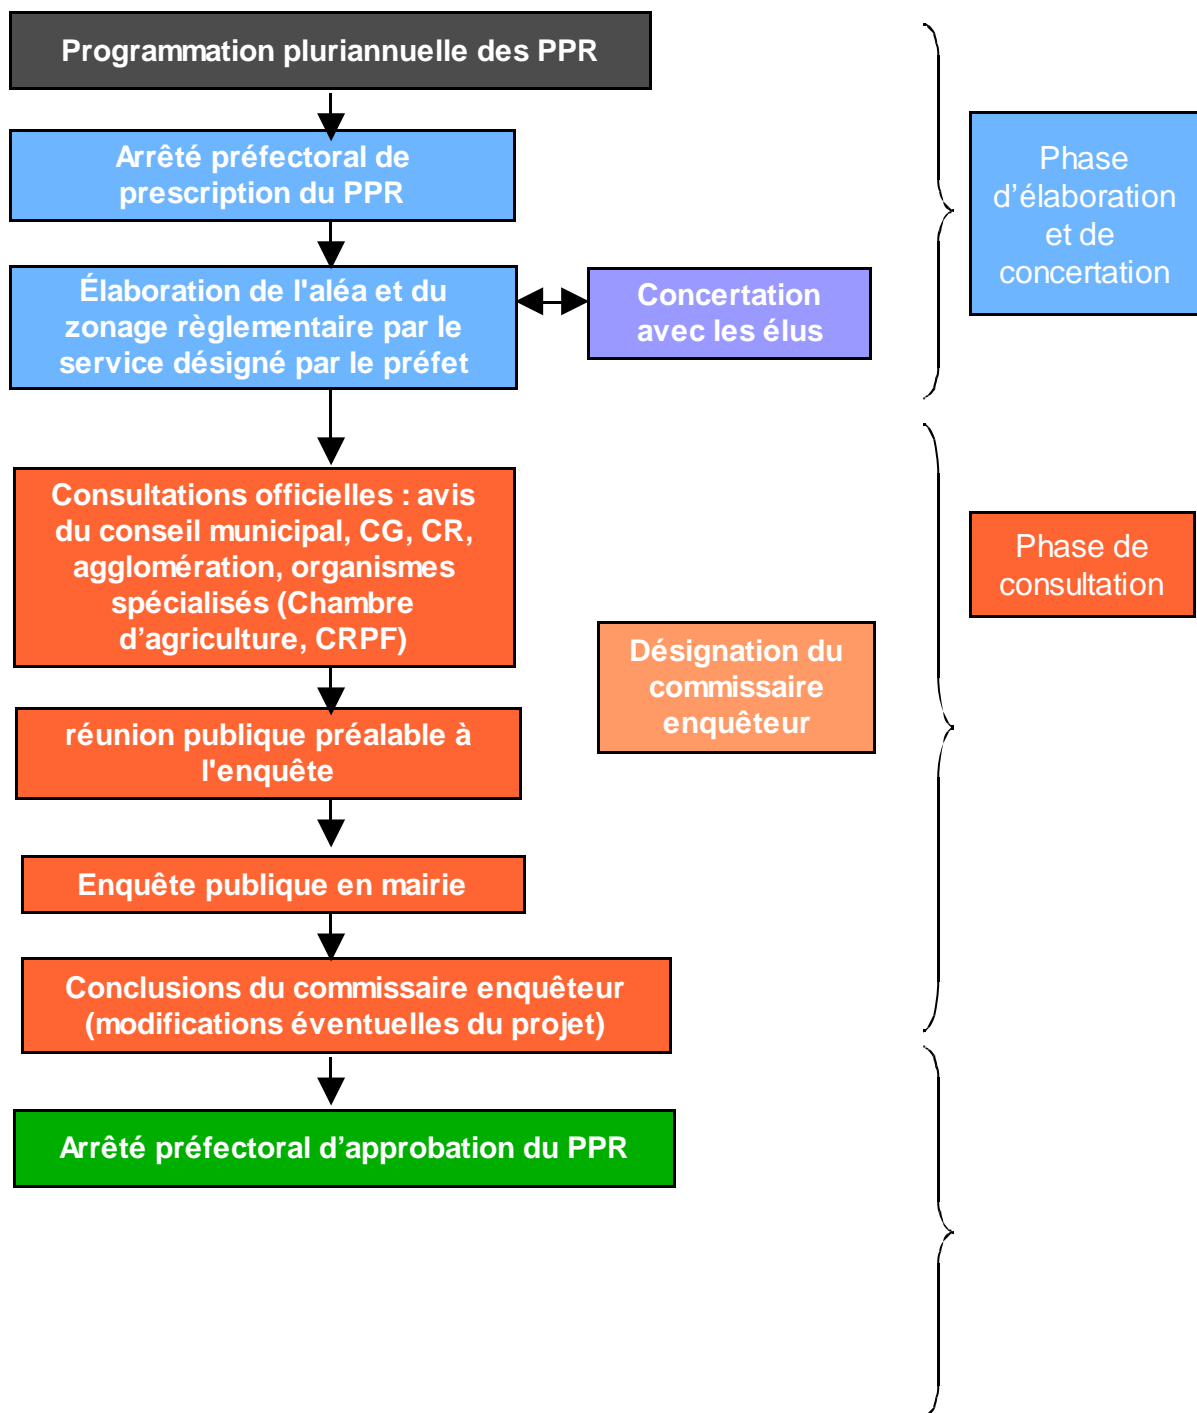 Programmation pluriannuelle des PPR
Arrêté préfectoral de
prescription du PPR
Phase
d'élaboration
et de
concertation
Élaboration de l'aléa et du
zonage règlementaire par le
service désigné par le préfet
Concertation
avec les élus
Consultations officielles : avis
du conseil municipal, CG, CR,
agglomération, organismes
spécialisés (Chambre
d'agriculture, CRPF)
Phase de
consultation
Désignation du
commissaire
enquêteur
réunion publique préalable à
l'enquête
Enquête publique en mairie
Conclusions du commissaire enquêteur
(modifications éventuelles du projet)
Arrêté préfectoral d'approbation du PPR